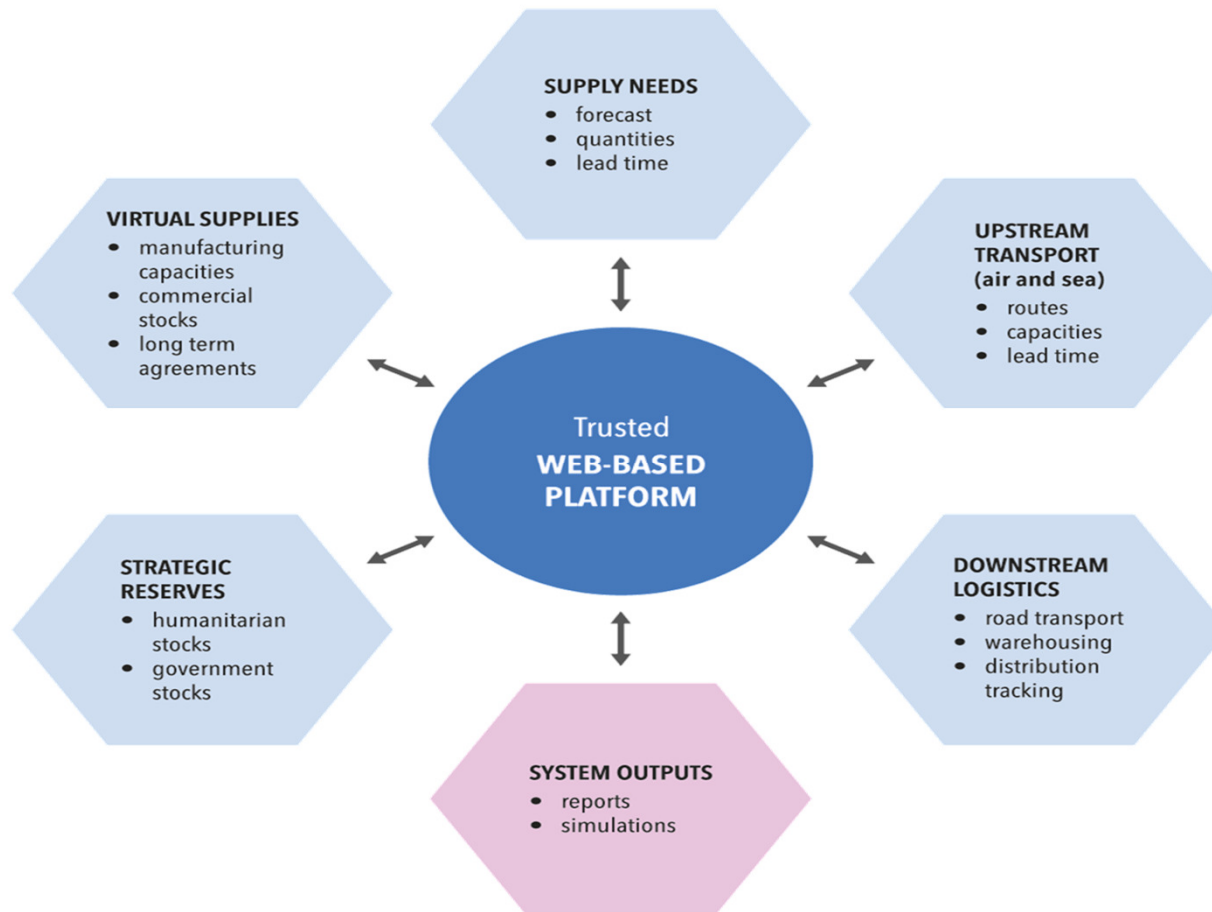 SUPPLY NEEDS
• forecast
• quantities
• lead time
VIRTUAL SUPPLIES
• manufacturing
capacities
• commercial
stocks
• long term
agreements
UPSTREAM
TRANSPORT
(air and sea)
• routes
• capacities
• lead time
Trusted
WEB-BASED
PLATFORM
STRATEGIC
RESERVES
• humanitarian
stocks
• government
stocks
DOWNSTREAM
LOGISTICS
• road transport
• warehousing
• distribution
tracking
SYSTEM OUTPUTS
• reports
• simulations